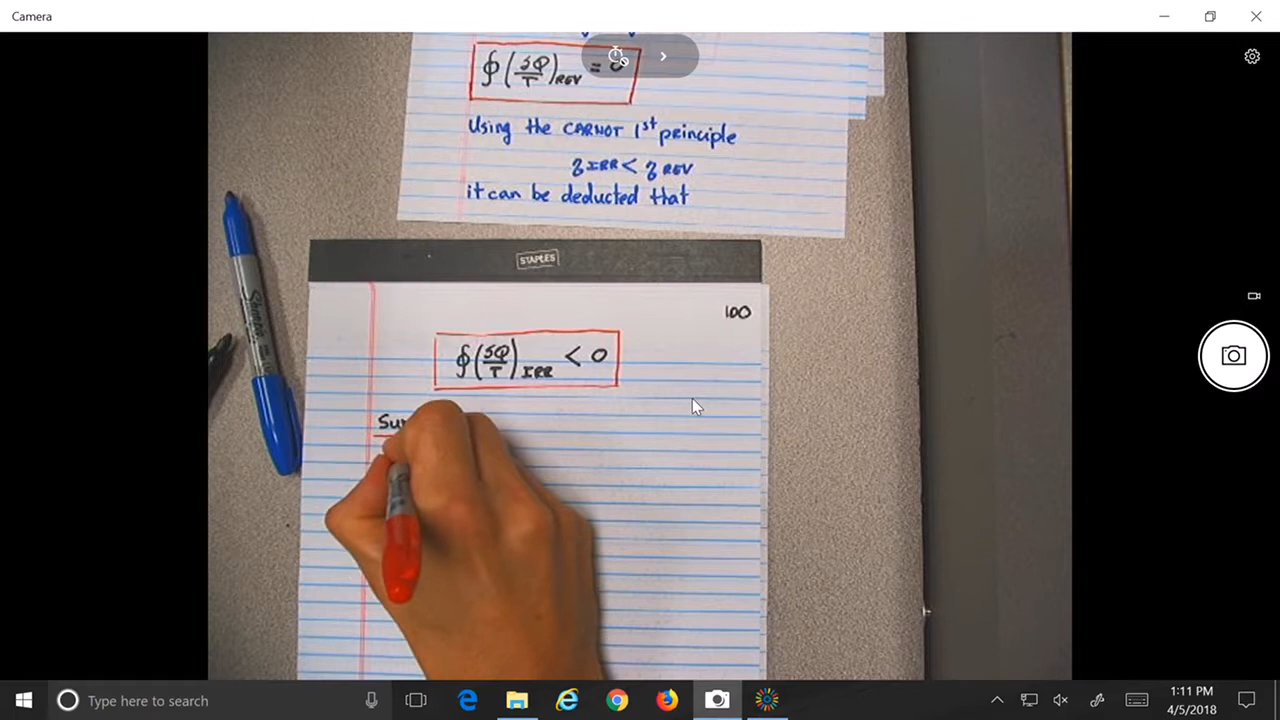 Camera
∮(δQ/T)REV = 0
Using the CARNOT 1st principle
ηIRR < ηREV
it can be deducted that
STAPLES
100
∮(δQ/T)IRR < 0
Sharpie
Type here to search
1:11 PM
4/5/2018